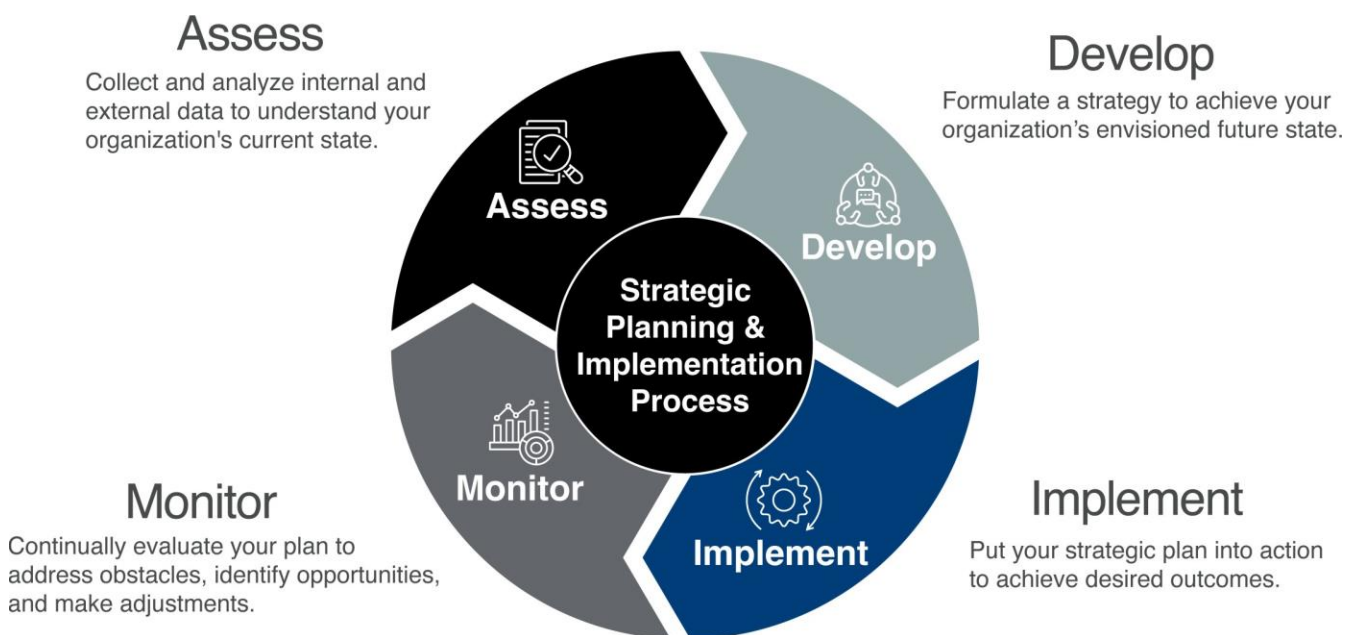 Assess
Collect and analyze internal and
external data to understand your
organization's current state.
Develop
Formulate a strategy to achieve your
organization’s envisioned future state.
Assess
Develop
Strategic
Planning &
Implementation
Process
Monitor
Implement
Monitor
Continually evaluate your plan to
address obstacles, identify opportunities,
and make adjustments.
Implement
Put your strategic plan into action
to achieve desired outcomes.